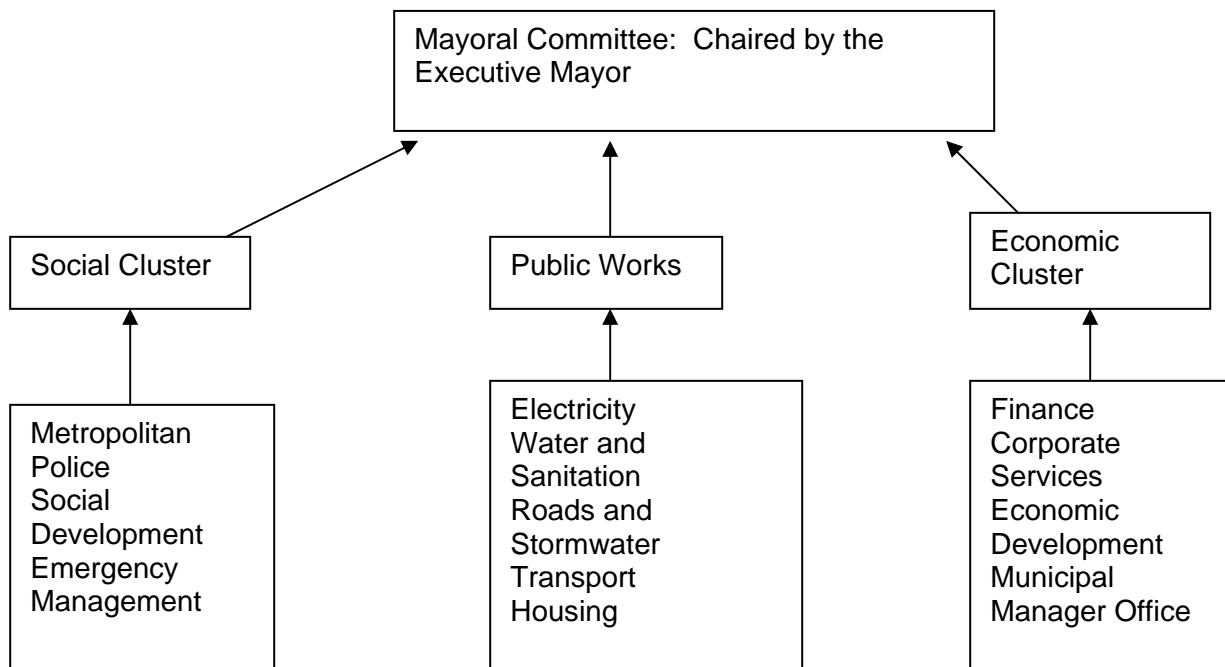 Mayoral Committee:  Chaired by the
Executive Mayor
Social Cluster
Public Works
Economic
Cluster
Metropolitan
Police
Social
Development
Emergency
Management
Electricity
Water and
Sanitation
Roads and
Stormwater
Transport
Housing
Finance
Corporate
Services
Economic
Development
Municipal
Manager Office